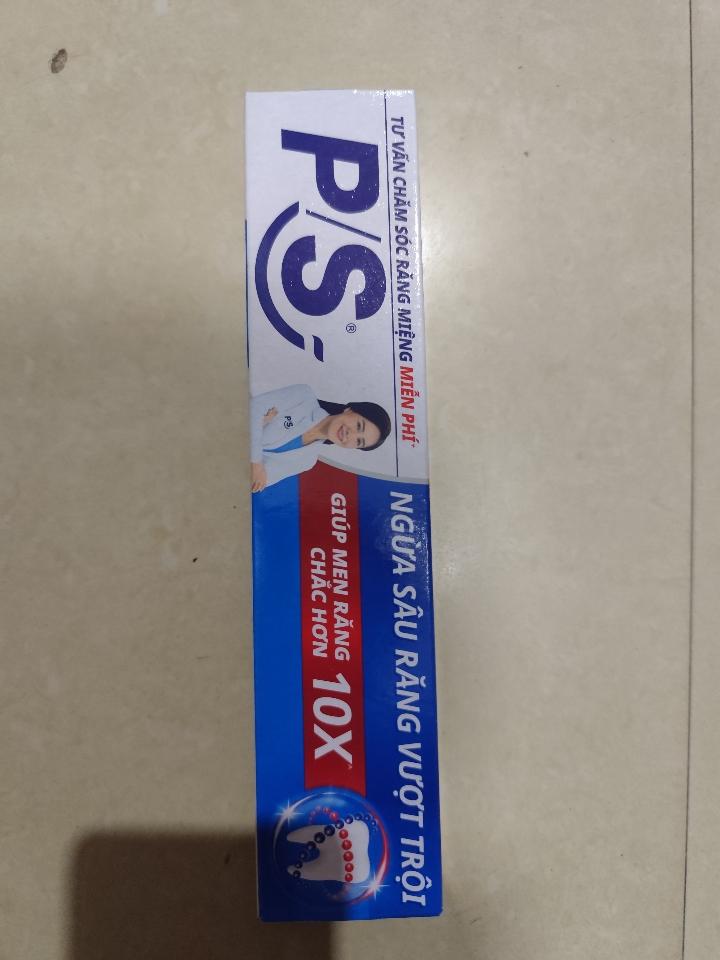 TƯ VẤN CHĂM SÓC RĂNG MIỆNG MIỄN PHÍ+
P/S®
P/S
NGỪA SÂU RĂNG VƯỢT TRỘI
GIÚP MEN RĂNG
CHẮC HƠN
10X^